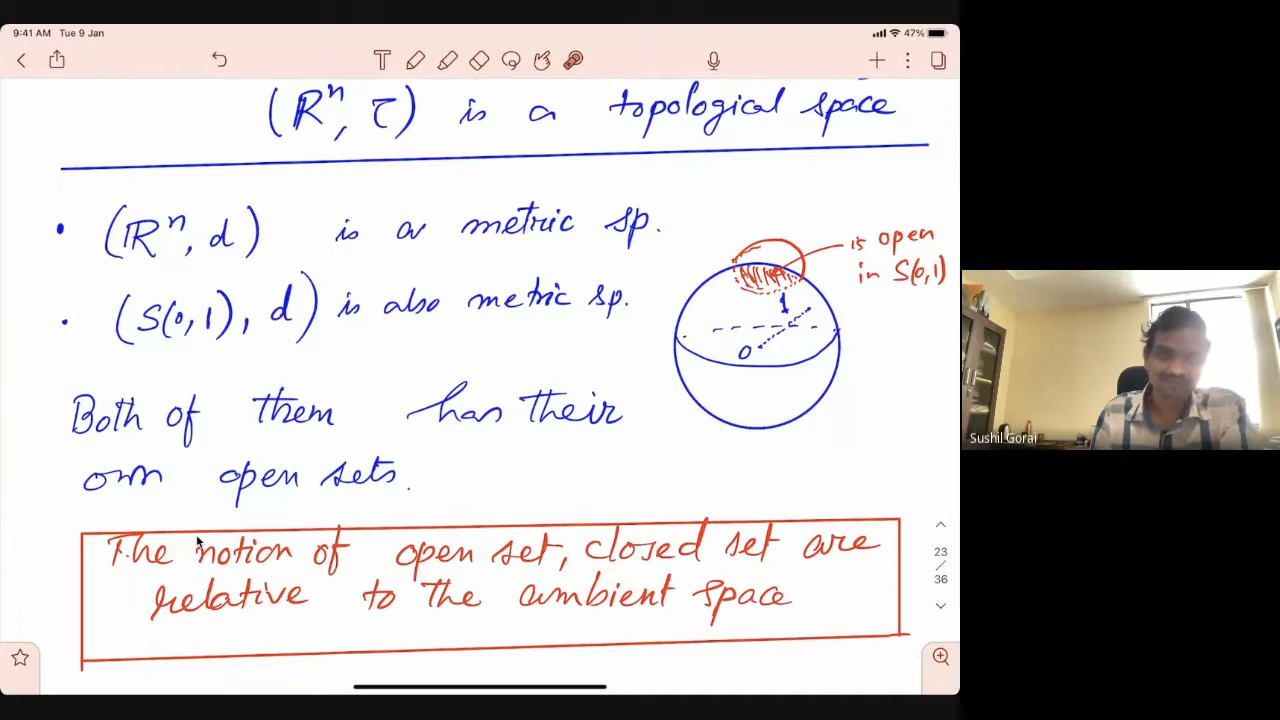 9:41 AM Tue 9 Jan
47%
(ℝⁿ, τ) is a topological space
• (ℝⁿ, d) is a metric sp.
• (S(0,1), d) is also metric sp.
is open
in S(0,1)
1
0
Both of them has their
own open sets.
The notion of open set, closed set are
relative to the ambient space
23
/
36
Sushil Gorai
T